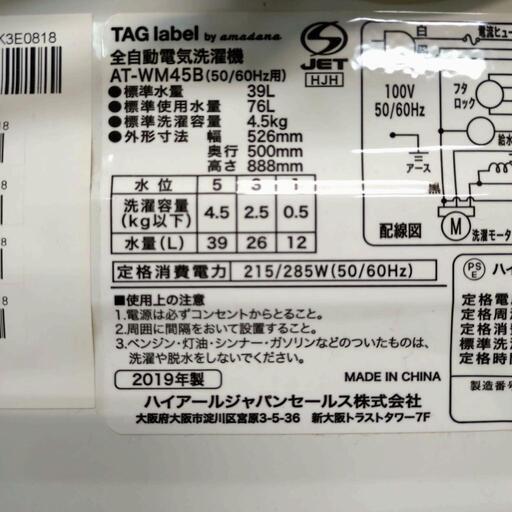 K3E0818
TAG label by amadana
全自動電気洗濯機
AT-WM45B(50/60Hz用)
●標準水量 39L
●標準使用水量 76L
●標準洗濯容量 4.5kg
●外形寸法 幅 526mm
奥行 500mm
高さ 888mm
S
JET
HJH
水位 5 3 1
洗濯容量(kg以下) 4.5 2.5 0.5
水量(L) 39 26 12
定格消費電力 215/285W(50/60Hz)
■使用上の注意
1.電源は必ずコンセントからとること。
2.周囲に間隔をおいて設置すること。
3.ベンジン・灯油・シンナー・ガソリンなどのついたものは、
洗濯や脱水をしないでください。
2019年製
MADE IN CHINA
ハイアールジャパンセールス株式会社
大阪府大阪市淀川区宮原3-5-36 新大阪トラストタワー7F
白
電流ヒュー
100V
50/60Hz
フタ
ロック
給水
アース
黒
配線図
M
洗濯モータ
PS
E
ハイ
定格電
定格周
定格消
標準洗
定格時
製造番号